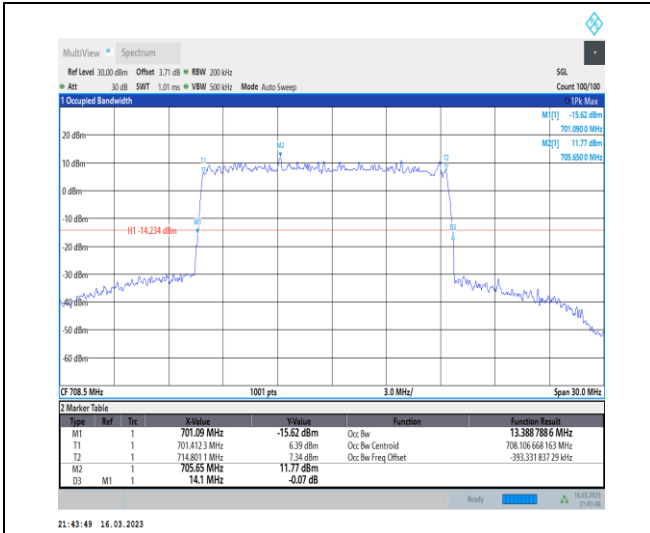 MultiView Spectrum
Ref Level 30.00 dBm Offset 3.71 dB RBW 200 kHz SGL
Att 30 dB SWT 1.01 ms VBW 500 kHz Mode Auto Sweep Count 100/100
1 Occupied Bandwidth 1Pk Max
M1[1] -15.62 dBm
701.090 0 MHz
M2[1] 11.77 dBm
705.650 0 MHz
20 dBm
M2
10 dBm
T1
T2
0 dBm
-10 dBm
M1
H1 -14.234 dBm
D3
-20 dBm
-30 dBm
-40 dBm
-50 dBm
-60 dBm
CF 708.5 MHz 1001 pts 3.0 MHz/ Span 30.0 MHz
2 Marker Table
Type Ref Trc X-Value Y-Value Function Function Result
M1 1 701.09 MHz -15.62 dBm Occ Bw 13.388 788 6 MHz
T1 1 701.412 3 MHz 6.39 dBm Occ Bw Centroid 708.106 668 163 MHz
T2 1 714.801 1 MHz 7.34 dBm Occ Bw Freq Offset -393.331 837 29 kHz
M2 1 705.65 MHz 11.77 dBm
D3 M1 1 14.1 MHz -0.07 dB
Ready 16.03.2023
21:43:48
21:43:49 16.03.2023